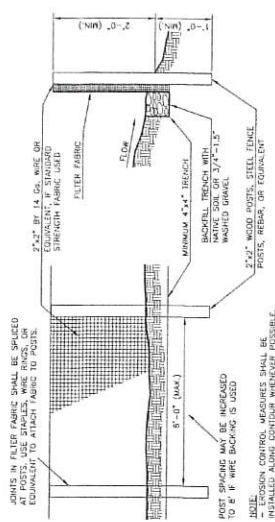 JOINTS IN FILTER FABRIC SHALL BE SPLICED
AT POSTS. USE STAPLES, WIRE RINGS, OR
EQUIVALENT TO ATTACH FABRIC TO POSTS.
2"x2" BY 14 Ga. WIRE OR
EQUIVALENT, IF STANDARD
STRENGTH FABRIC USED
FILTER FABRIC
2'-0" (MIN.)
1'-0" (MIN.)
FLOW
6'-0" (MAX.)
MINIMUM 4"x4" TRENCH
BACKFILL TRENCH WITH
NATIVE SOIL OR 3/4"-1.5"
WASHED GRAVEL
POST SPACING MAY BE INCREASED
TO 8' IF WIRE BACKING IS USED
2"x2" WOOD POSTS, STEEL FENCE
POSTS, REBAR, OR EQUIVALENT
NOTE:
- EROSION CONTROL MEASURES SHALL BE
INSTALLED ALONG CONTOUR WHENEVER POSSIBLE.